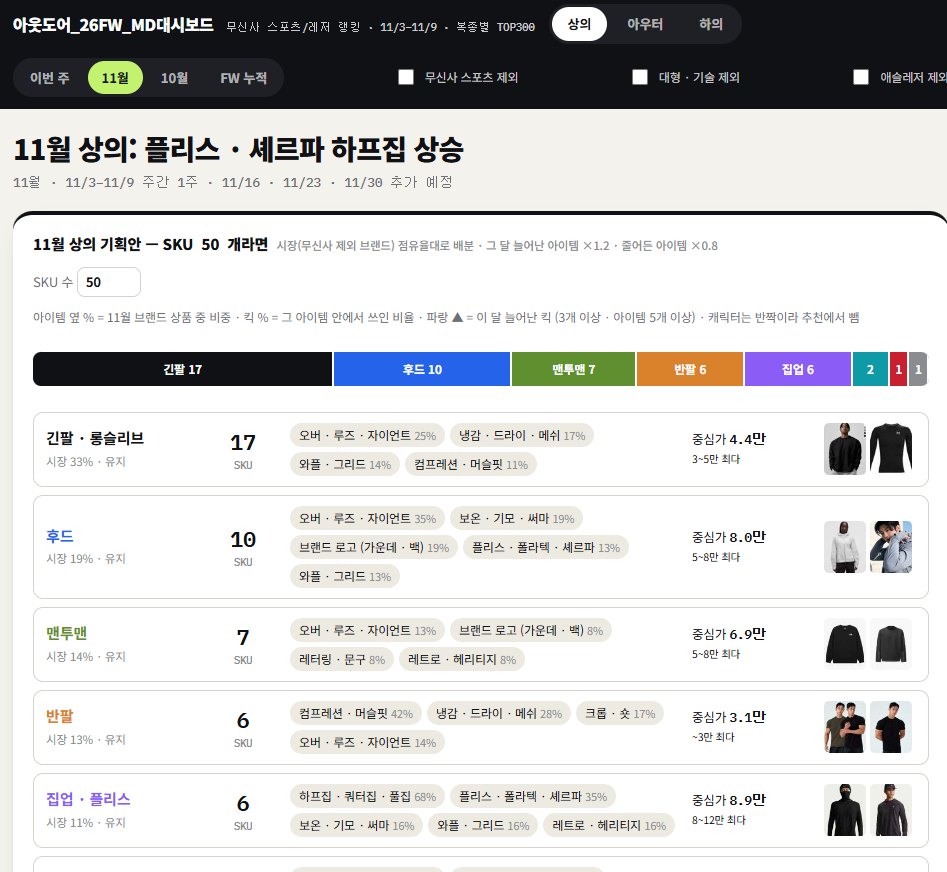 아웃도어_26FW_MD대시보드 무신사 스포츠/레저 랭킹 · 11/3–11/9 · 복종별 TOP300 상의 아우터 하의
이번 주 11월 10월 FW 누적 무신사 스포츠 제외 대형 · 기술 제외 애슬레저 제외
11월 상의: 플리스 · 셰르파 하프집 상승
11월 · 11/3–11/9 주간 1주 · 11/16 · 11/23 · 11/30 추가 예정
11월 상의 기획안 — SKU 50 개라면 시장(무신사 제외 브랜드) 점유율대로 배분 · 그 달 늘어난 아이템 ×1.2 · 줄어든 아이템 ×0.8
SKU 수 50
아이템 옆 % = 11월 브랜드 상품 중 비중 · 킥 % = 그 아이템 안에서 쓰인 비율 · 파랑 ▲ = 이 달 늘어난 킥 (3개 이상 · 아이템 5개 이상) · 캐릭터는 반짝이라 추천에서 뺌
긴팔 17 후드 10 맨투맨 7 반팔 6 집업 6 2 1 1
긴팔 · 롱슬리브
시장 33% · 유지
17
SKU
오버 · 루즈 · 자이언트 25% 냉감 · 드라이 · 메쉬 17%
와플 · 그리드 14% 컴프레션 · 머슬핏 11%
중심가 4.4만
3~5만 최다
후드
시장 19% · 유지
10
SKU
오버 · 루즈 · 자이언트 35% 보온 · 기모 · 써마 19%
브랜드 로고 (가운데 · 백) 19% 플리스 · 폴라텍 · 셰르파 13%
와플 · 그리드 13%
중심가 8.0만
5~8만 최다
맨투맨
시장 14% · 유지
7
SKU
오버 · 루즈 · 자이언트 13% 브랜드 로고 (가운데 · 백) 8%
레터링 · 문구 8% 레트로 · 헤리티지 8%
중심가 6.9만
5~8만 최다
반팔
시장 13% · 유지
6
SKU
컴프레션 · 머슬핏 42% 냉감 · 드라이 · 메쉬 28% 크롭 · 숏 17%
오버 · 루즈 · 자이언트 14%
중심가 3.1만
~3만 최다
집업 · 플리스
시장 11% · 유지
6
SKU
하프집 · 쿼터집 · 풀집 68% 플리스 · 폴라텍 · 셰르파 35%
보온 · 기모 · 써마 16% 와플 · 그리드 16% 레트로 · 헤리티지 16%
중심가 8.9만
8~12만 최다